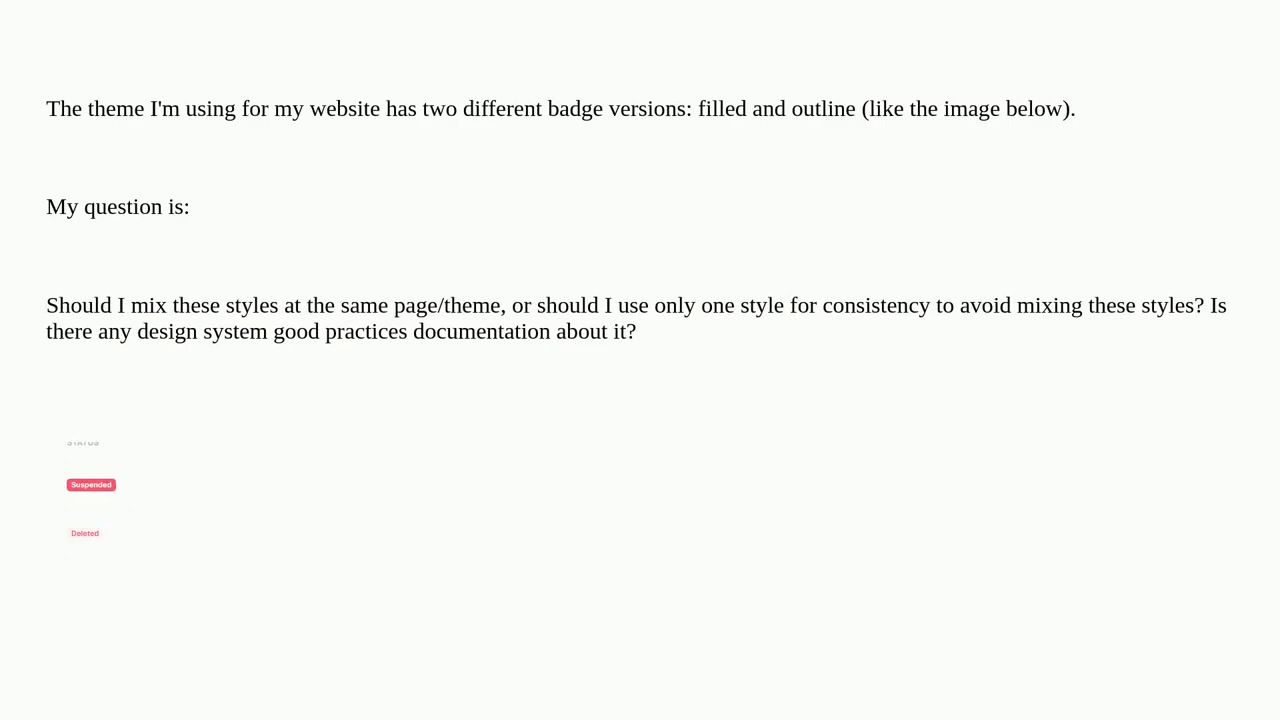 The theme I'm using for my website has two different badge versions: filled and outline (like the image below).
My question is:
Should I mix these styles at the same page/theme, or should I use only one style for consistency to avoid mixing these styles? Is
there any design system good practices documentation about it?
STATUS
Suspended
Deleted